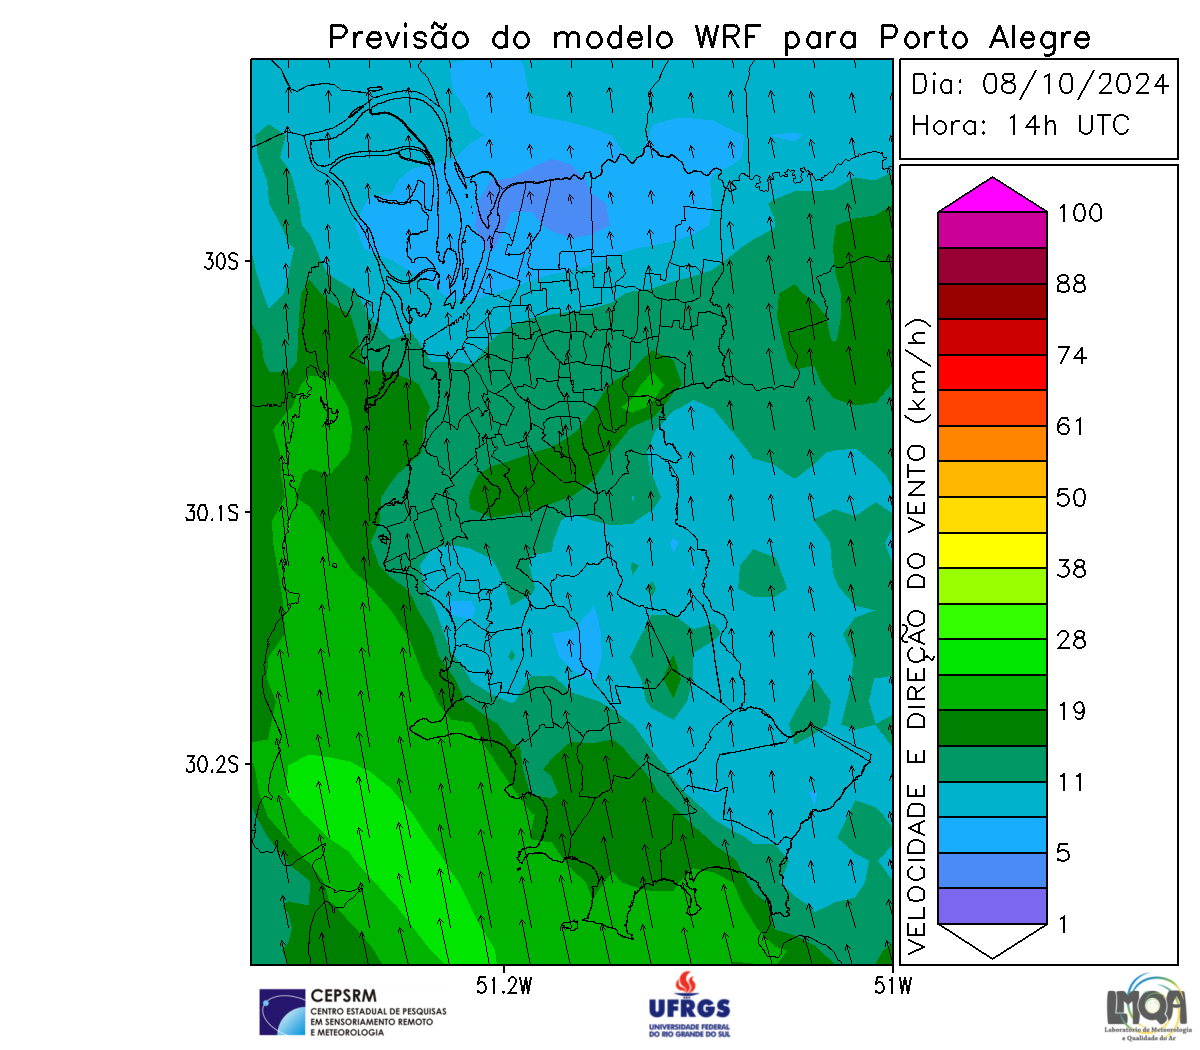 Previsão do modelo WRF para Porto Alegre
Dia: 08/10/2024
Hora: 14h UTC
30S
30.1S
30.2S
51.2W
51W
VELOCIDADE E DIREÇÃO DO VENTO (km/h)
100
88
74
61
50
38
28
19
11
5
1
CEPSRM
CENTRO ESTADUAL DE PESQUISAS
EM SENSORIAMENTO REMOTO
E METEOROLOGIA
UFRGS
UNIVERSIDADE FEDERAL
DO RIO GRANDE DO SUL
LMQA
Laboratório de Meteorologia
e Qualidade do Ar